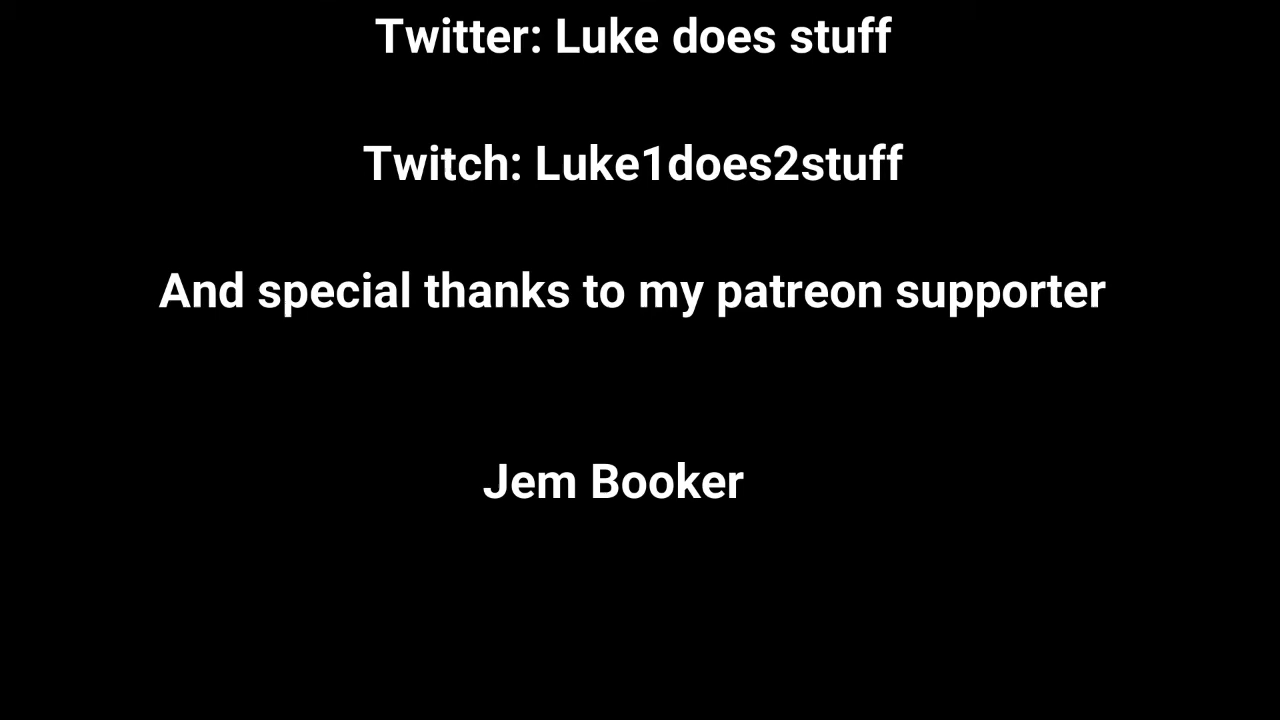 Twitter: Luke does stuff
Twitch: Luke1does2stuff
And special thanks to my patreon supporter
Jem Booker